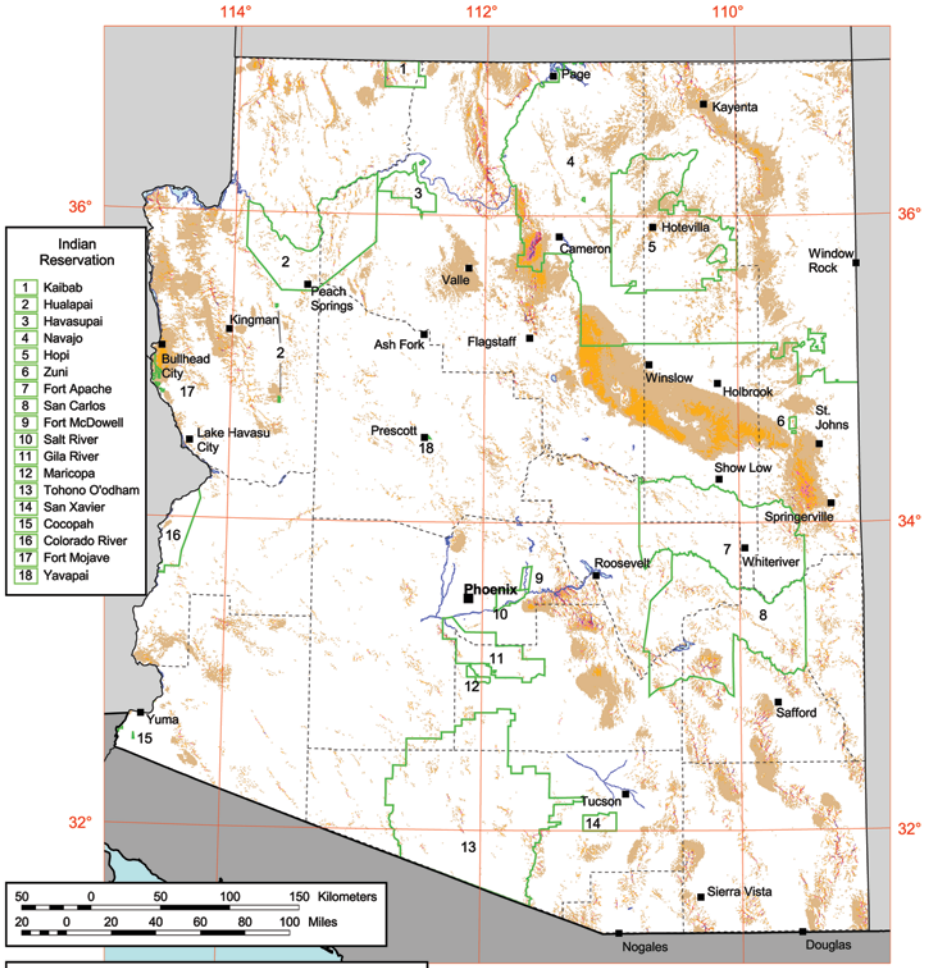 114°
112°
110°
1
Page
Kayenta
4
3
36°
36°
Hotevilla
5
Cameron
Window
Rock
2
Valle
Indian
Reservation
1 Kaibab
2 Hualapai
3 Havasupai
4 Navajo
5 Hopi
6 Zuni
7 Fort Apache
8 San Carlos
9 Fort McDowell
10 Salt River
11 Gila River
12 Maricopa
13 Tohono O'odham
14 San Xavier
15 Cocopah
16 Colorado River
17 Fort Mojave
18 Yavapai
Peach
Springs
Kingman
Ash Fork
Flagstaff
2
Bullhead
City
Winslow
Holbrook
17
6
St.
Johns
Prescott
18
Lake Havasu
City
Show Low
Springerville
34°
34°
16
7
Whiteriver
Roosevelt
9
Phoenix
10
8
11
12
Safford
Yuma
15
Tucson
14
32°
32°
13
Sierra Vista
50 0 50 100 150 Kilometers
20 0 20 40 60 80 100 Miles
Nogales
Douglas